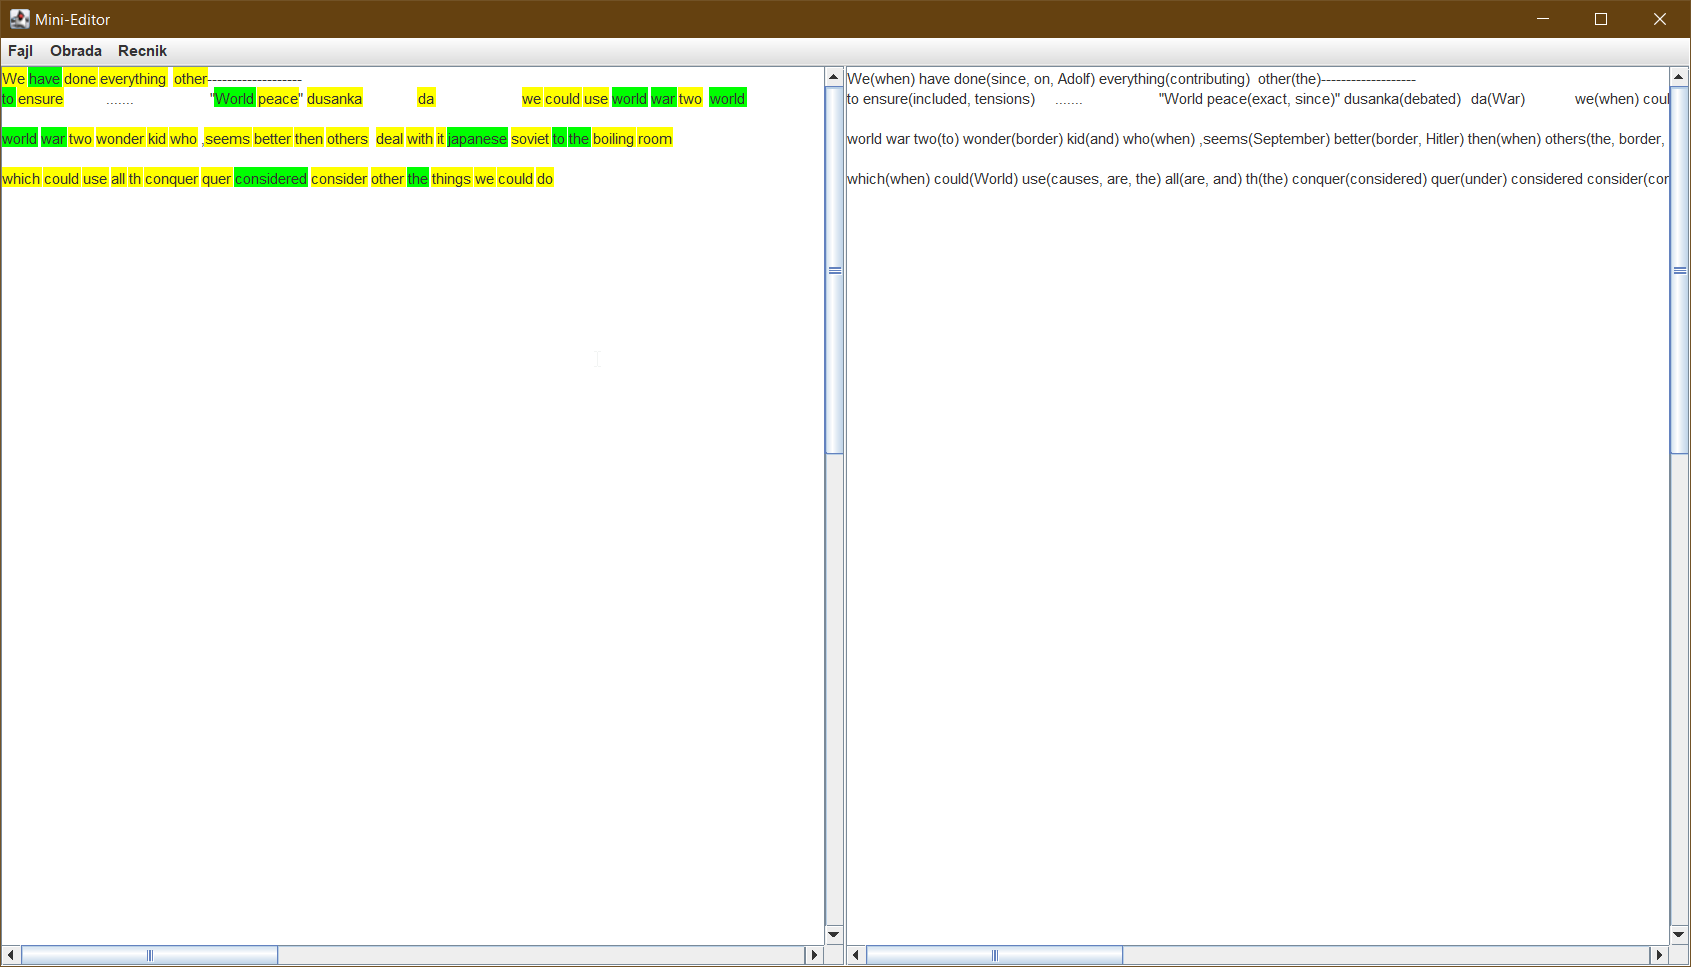 Mini-Editor
Fajl Obrada Recnik
We have done everything other-------------------
to ensure ....... "World peace" dusanka da we could use world war two world
world war two wonder kid who ,seems better then others deal with it japanese soviet to the boiling room
which could use all th conquer quer considered consider other the things we could do
We(when) have done(since, on, Adolf) everything(contributing) other(the)-------------------
to ensure(included, tensions) ....... "World peace(exact, since)" dusanka(debated) da(War) we(when) coul
world war two(to) wonder(border) kid(and) who(when) ,seems(September) better(border, Hitler) then(when) others(the, border,
which(when) could(World) use(causes, are, the) all(are, and) th(the) conquer(considered) quer(under) considered consider(con